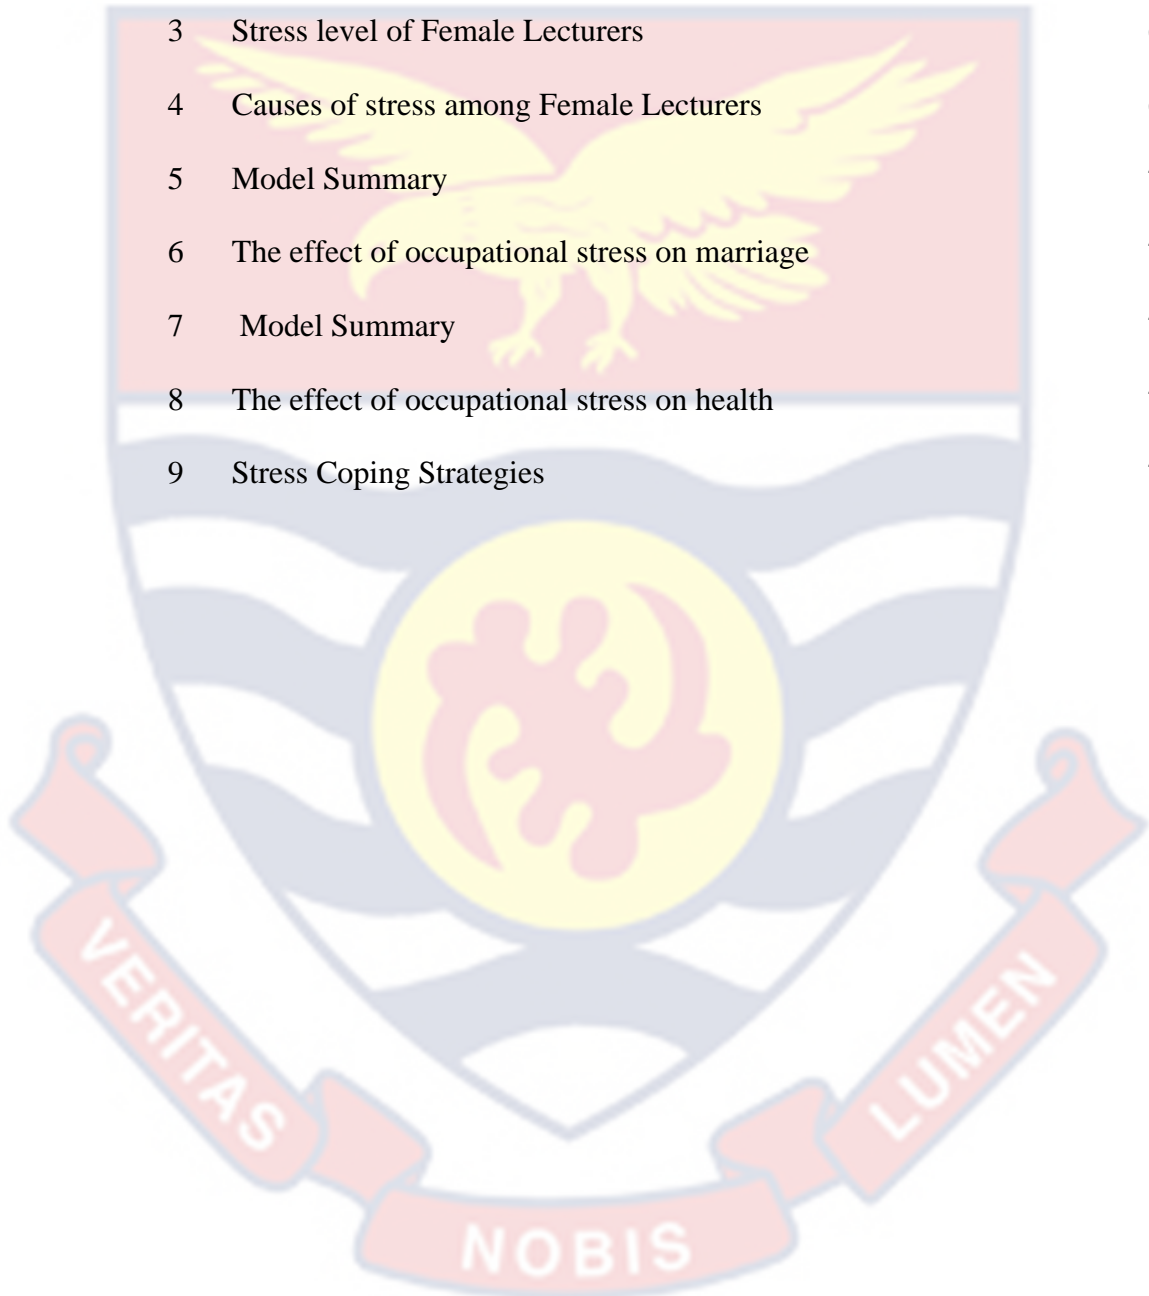 3 Stress level of Female Lecturers
4 Causes of stress among Female Lecturers
5 Model Summary
6 The effect of occupational stress on marriage
7 Model Summary
8 The effect of occupational stress on health
9 Stress Coping Strategies
VERITAS
NOBIS
LUMEN